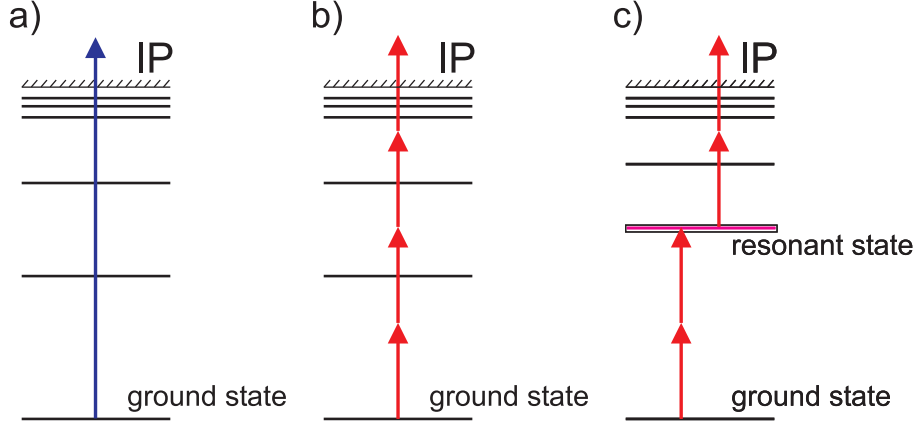 a)
IP
ground state
b)
IP
ground state
c)
IP
resonant state
ground state